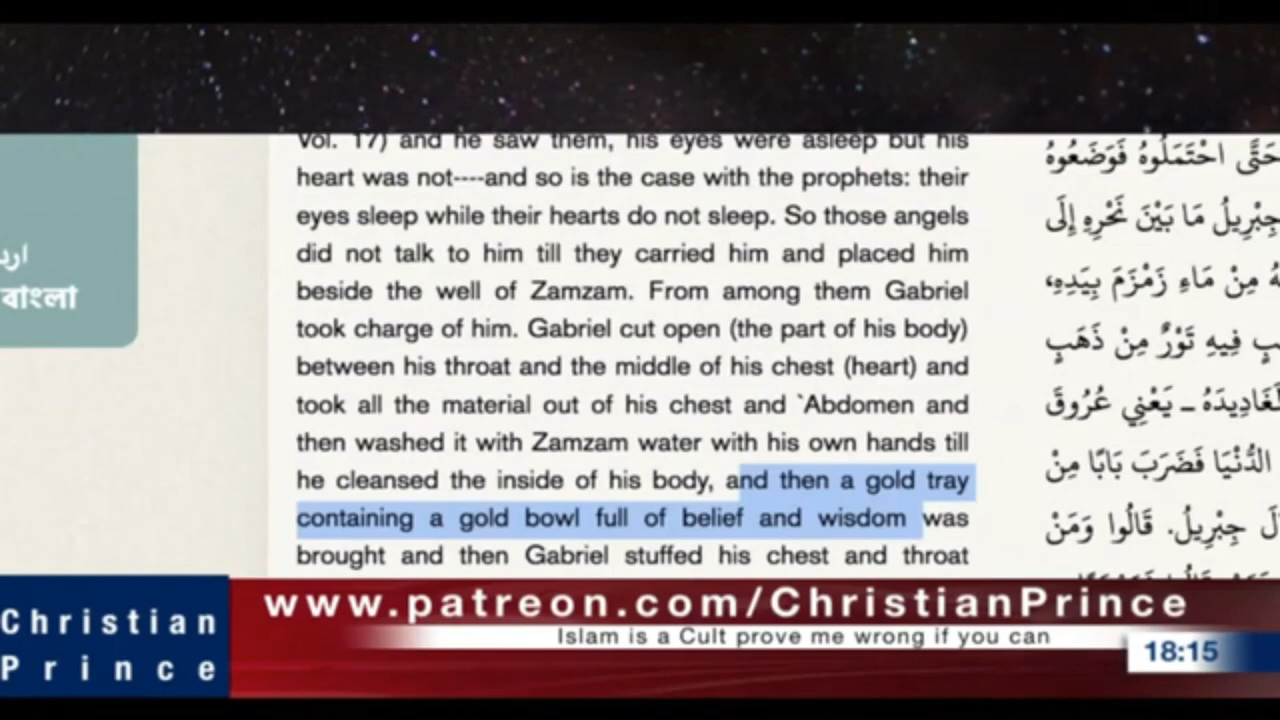 Vol. 17) and he saw them, his eyes were asleep but his
heart was not----and so is the case with the prophets: their
eyes sleep while their hearts do not sleep. So those angels
did not talk to him till they carried him and placed him
beside the well of Zamzam. From among them Gabriel
took charge of him. Gabriel cut open (the part of his body)
between his throat and the middle of his chest (heart) and
took all the material out of his chest and `Abdomen and
then washed it with Zamzam water with his own hands till
he cleansed the inside of his body, and then a gold tray
containing a gold bowl full of belief and wisdom was
brought and then Gabriel stuffed his chest and throat
حَتَّى احْتَمَلُوهُ فَوَضَعُوهُ
جِبْرِيلُ مَا بَيْنَ نَحْرِهِ إِلَى
مِنْ مَاءِ زَمْزَمَ بِيَدِهِ،
فِيهِ تَوْرٌ مِنْ ذَهَبٍ
لَغَادِيدَهُ ـ يَعْنِي عُرُوقَ
الدُّنْيَا فَضَرَبَ بَابًا مِنْ
جِبْرِيلُ. قَالُوا وَمَنْ
বাংলা
Christian
Prince
www.patreon.com/ChristianPrince
Islam is a Cult prove me wrong if you can
18:15